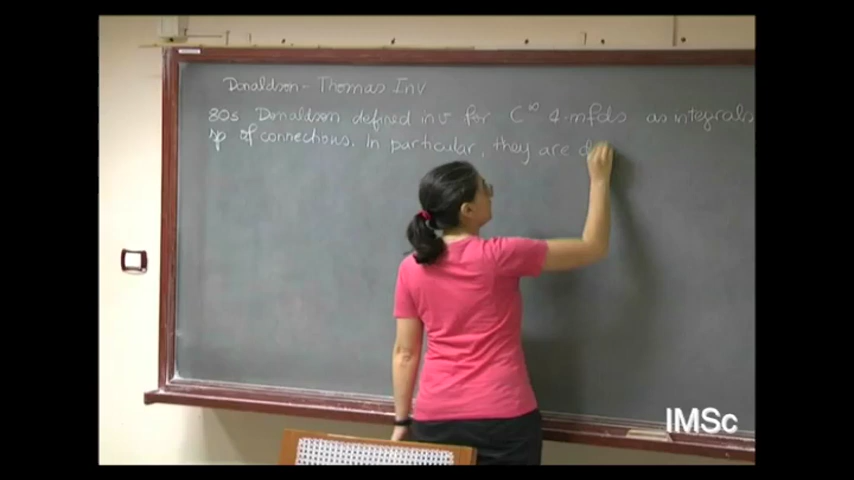 Donaldson - Thomas Inv
80s Donaldson defined inv for C^∞ 4-mfds as integrals
sp of connections. In particular, they are d
IMSc